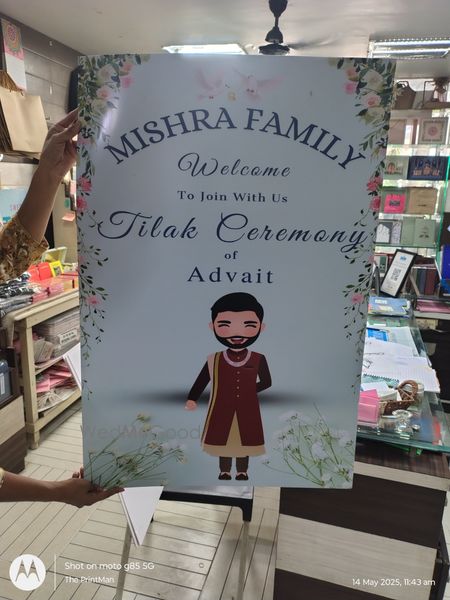 MISHRA FAMILY
Welcome
To Join With Us
Tilak Ceremony
of
Advait
WedMeGood
Shot on moto g85 5G
The PrintMan
14 May 2025, 11:43 am